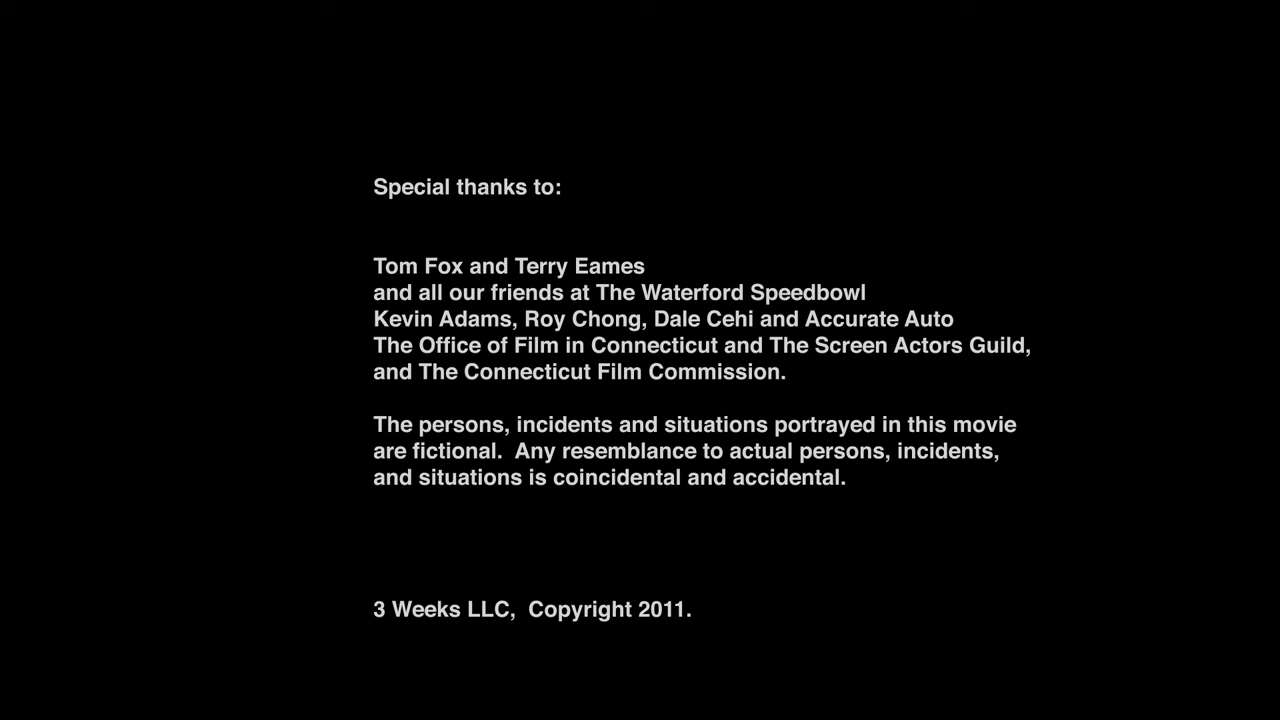 Special thanks to:
Tom Fox and Terry Eames
and all our friends at The Waterford Speedbowl
Kevin Adams, Roy Chong, Dale Cehi and Accurate Auto
The Office of Film in Connecticut and The Screen Actors Guild,
and The Connecticut Film Commission.
The persons, incidents and situations portrayed in this movie
are fictional.  Any resemblance to actual persons, incidents,
and situations is coincidental and accidental.
3 Weeks LLC,  Copyright 2011.